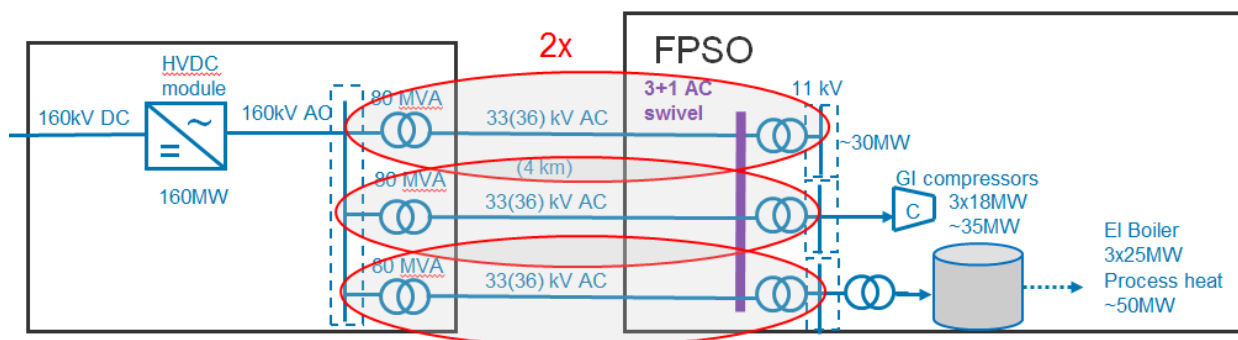 2x
FPSO
HVDC
module
160kV DC
160kV AC
160MW
80 MVA
33(36) kV AC
(4 km)
80 MVA
33(36) kV AC
80 MVA
33(36) kV AC
3+1 AC
swivel
11 kV
~30MW
GI compressors
3x18MW
~35MW
C
El Boiler
3x25MW
Process heat
~50MW